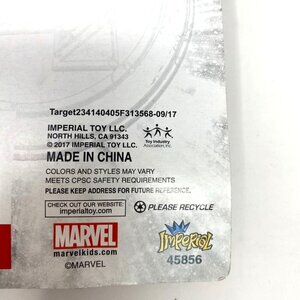 Target234140405F313568-09/17
IMPERIAL TOY LLC.
NORTH HILLS, CA 91343
© 2017 IMPERIAL TOY LLC.
Toy Industry
Association, Inc.
MADE IN CHINA
COLORS AND STYLES MAY VARY
MEETS CPSC SAFETY REQUIREMENTS
PLEASE KEEP ADDRESS FOR FUTURE REFERENCE.
CHECK OUT OUR WEBSITE:
imperialtoy.com
PLEASE RECYCLE
MARVEL
marvelkids.com
©MARVEL
IMPERIAL
45856